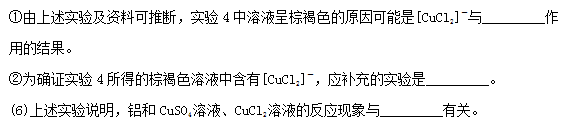 ①由上述实验及资料可推断，实验 4 中溶液呈棕褐色的原因可能是[CuCl₂]⁻与________作
用的结果。
②为确证实验 4 所得的棕褐色溶液中含有[CuCl₂]⁻，应补充的实验是________。
(6)上述实验说明，铝和 CuSO₄溶液、CuCl₂溶液的反应现象与________有关。